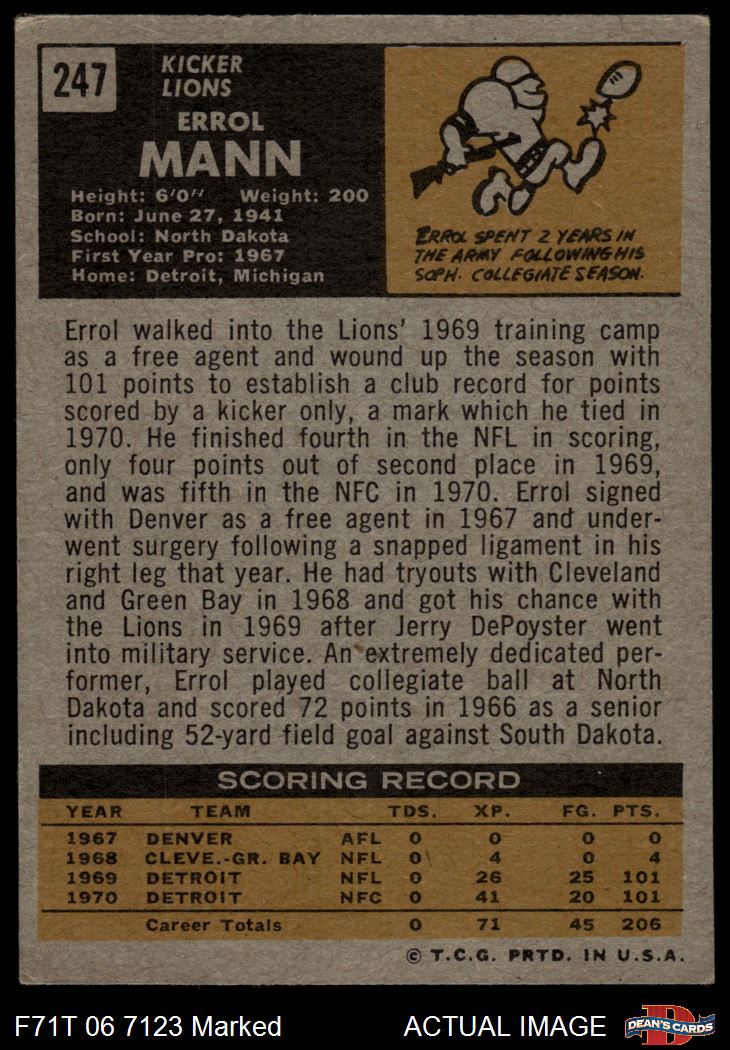 247
KICKER
LIONS
ERROL
MANN
Height: 6'0" Weight: 200
Born: June 27, 1941
School: North Dakota
First Year Pro: 1967
Home: Detroit, Michigan
ERROL SPENT 2 YEARS IN
THE ARMY FOLLOWING HIS
SOPH. COLLEGIATE SEASON.
Errol walked into the Lions' 1969 training camp
as a free agent and wound up the season with
101 points to establish a club record for points
scored by a kicker only, a mark which he tied in
1970. He finished fourth in the NFL in scoring,
only four points out of second place in 1969,
and was fifth in the NFC in 1970. Errol signed
with Denver as a free agent in 1967 and under-
went surgery following a snapped ligament in his
right leg that year. He had tryouts with Cleveland
and Green Bay in 1968 and got his chance with
the Lions in 1969 after Jerry DePoyster went
into military service. An extremely dedicated per-
former, Errol played collegiate ball at North
Dakota and scored 72 points in 1966 as a senior
including 52-yard field goal against South Dakota.
SCORING RECORD
YEAR TEAM TDS. XP. FG. PTS.
1967 DENVER AFL 0 0 0 0
1968 CLEVE.-GR. BAY NFL 0 4 0 4
1969 DETROIT NFL 0 26 25 101
1970 DETROIT NFC 0 41 20 101
Career Totals 0 71 45 206
© T.C.G. PRTD. IN U.S.A.
F71T 06 7123 Marked ACTUAL IMAGE DEAN'S CARDS